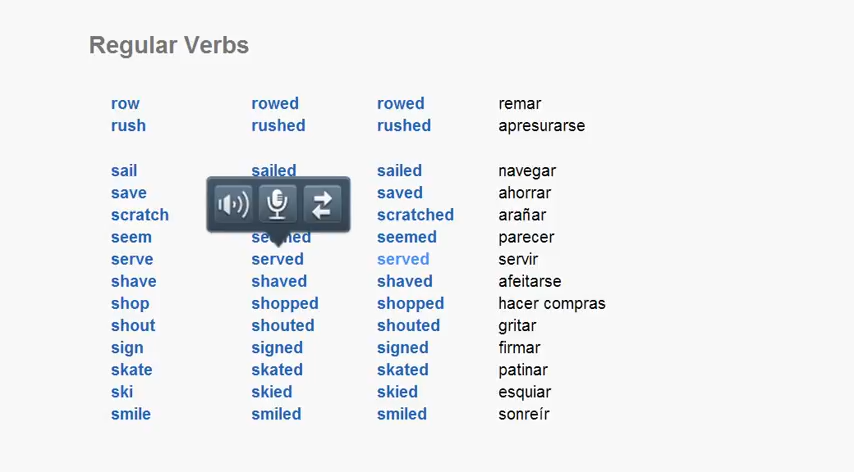 Regular Verbs
row rowed rowed remar
rush rushed rushed apresurarse
sail sailed sailed navegar
save saved ahorrar
scratch scratched arañar
seem seemed seemed parecer
serve served served servir
shave shaved shaved afeitarse
shop shopped shopped hacer compras
shout shouted shouted gritar
sign signed signed firmar
skate skated skated patinar
ski skied skied esquiar
smile smiled smiled sonreír